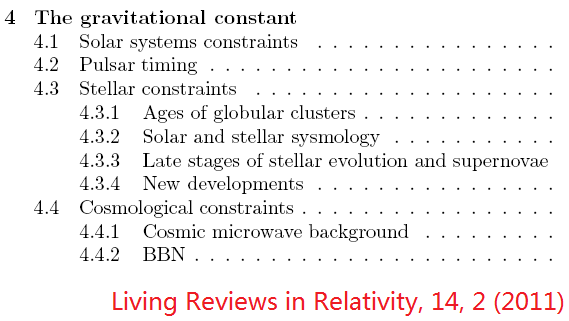 4 The gravitational constant
4.1 Solar systems constraints . . . . . . . . . . . . . . . .
4.2 Pulsar timing . . . . . . . . . . . . . . . . . . . . . . .
4.3 Stellar constraints . . . . . . . . . . . . . . . . . . . .
4.3.1 Ages of globular clusters . . . . . . . . . . . . .
4.3.2 Solar and stellar sysmology . . . . . . . . . . .
4.3.3 Late stages of stellar evolution and supernovae
4.3.4 New developments . . . . . . . . . . . . . . . .
4.4 Cosmological constraints . . . . . . . . . . . . . . . . .
4.4.1 Cosmic microwave background . . . . . . . . .
4.4.2 BBN . . . . . . . . . . . . . . . . . . . . . . . .
Living Reviews in Relativity, 14, 2 (2011)